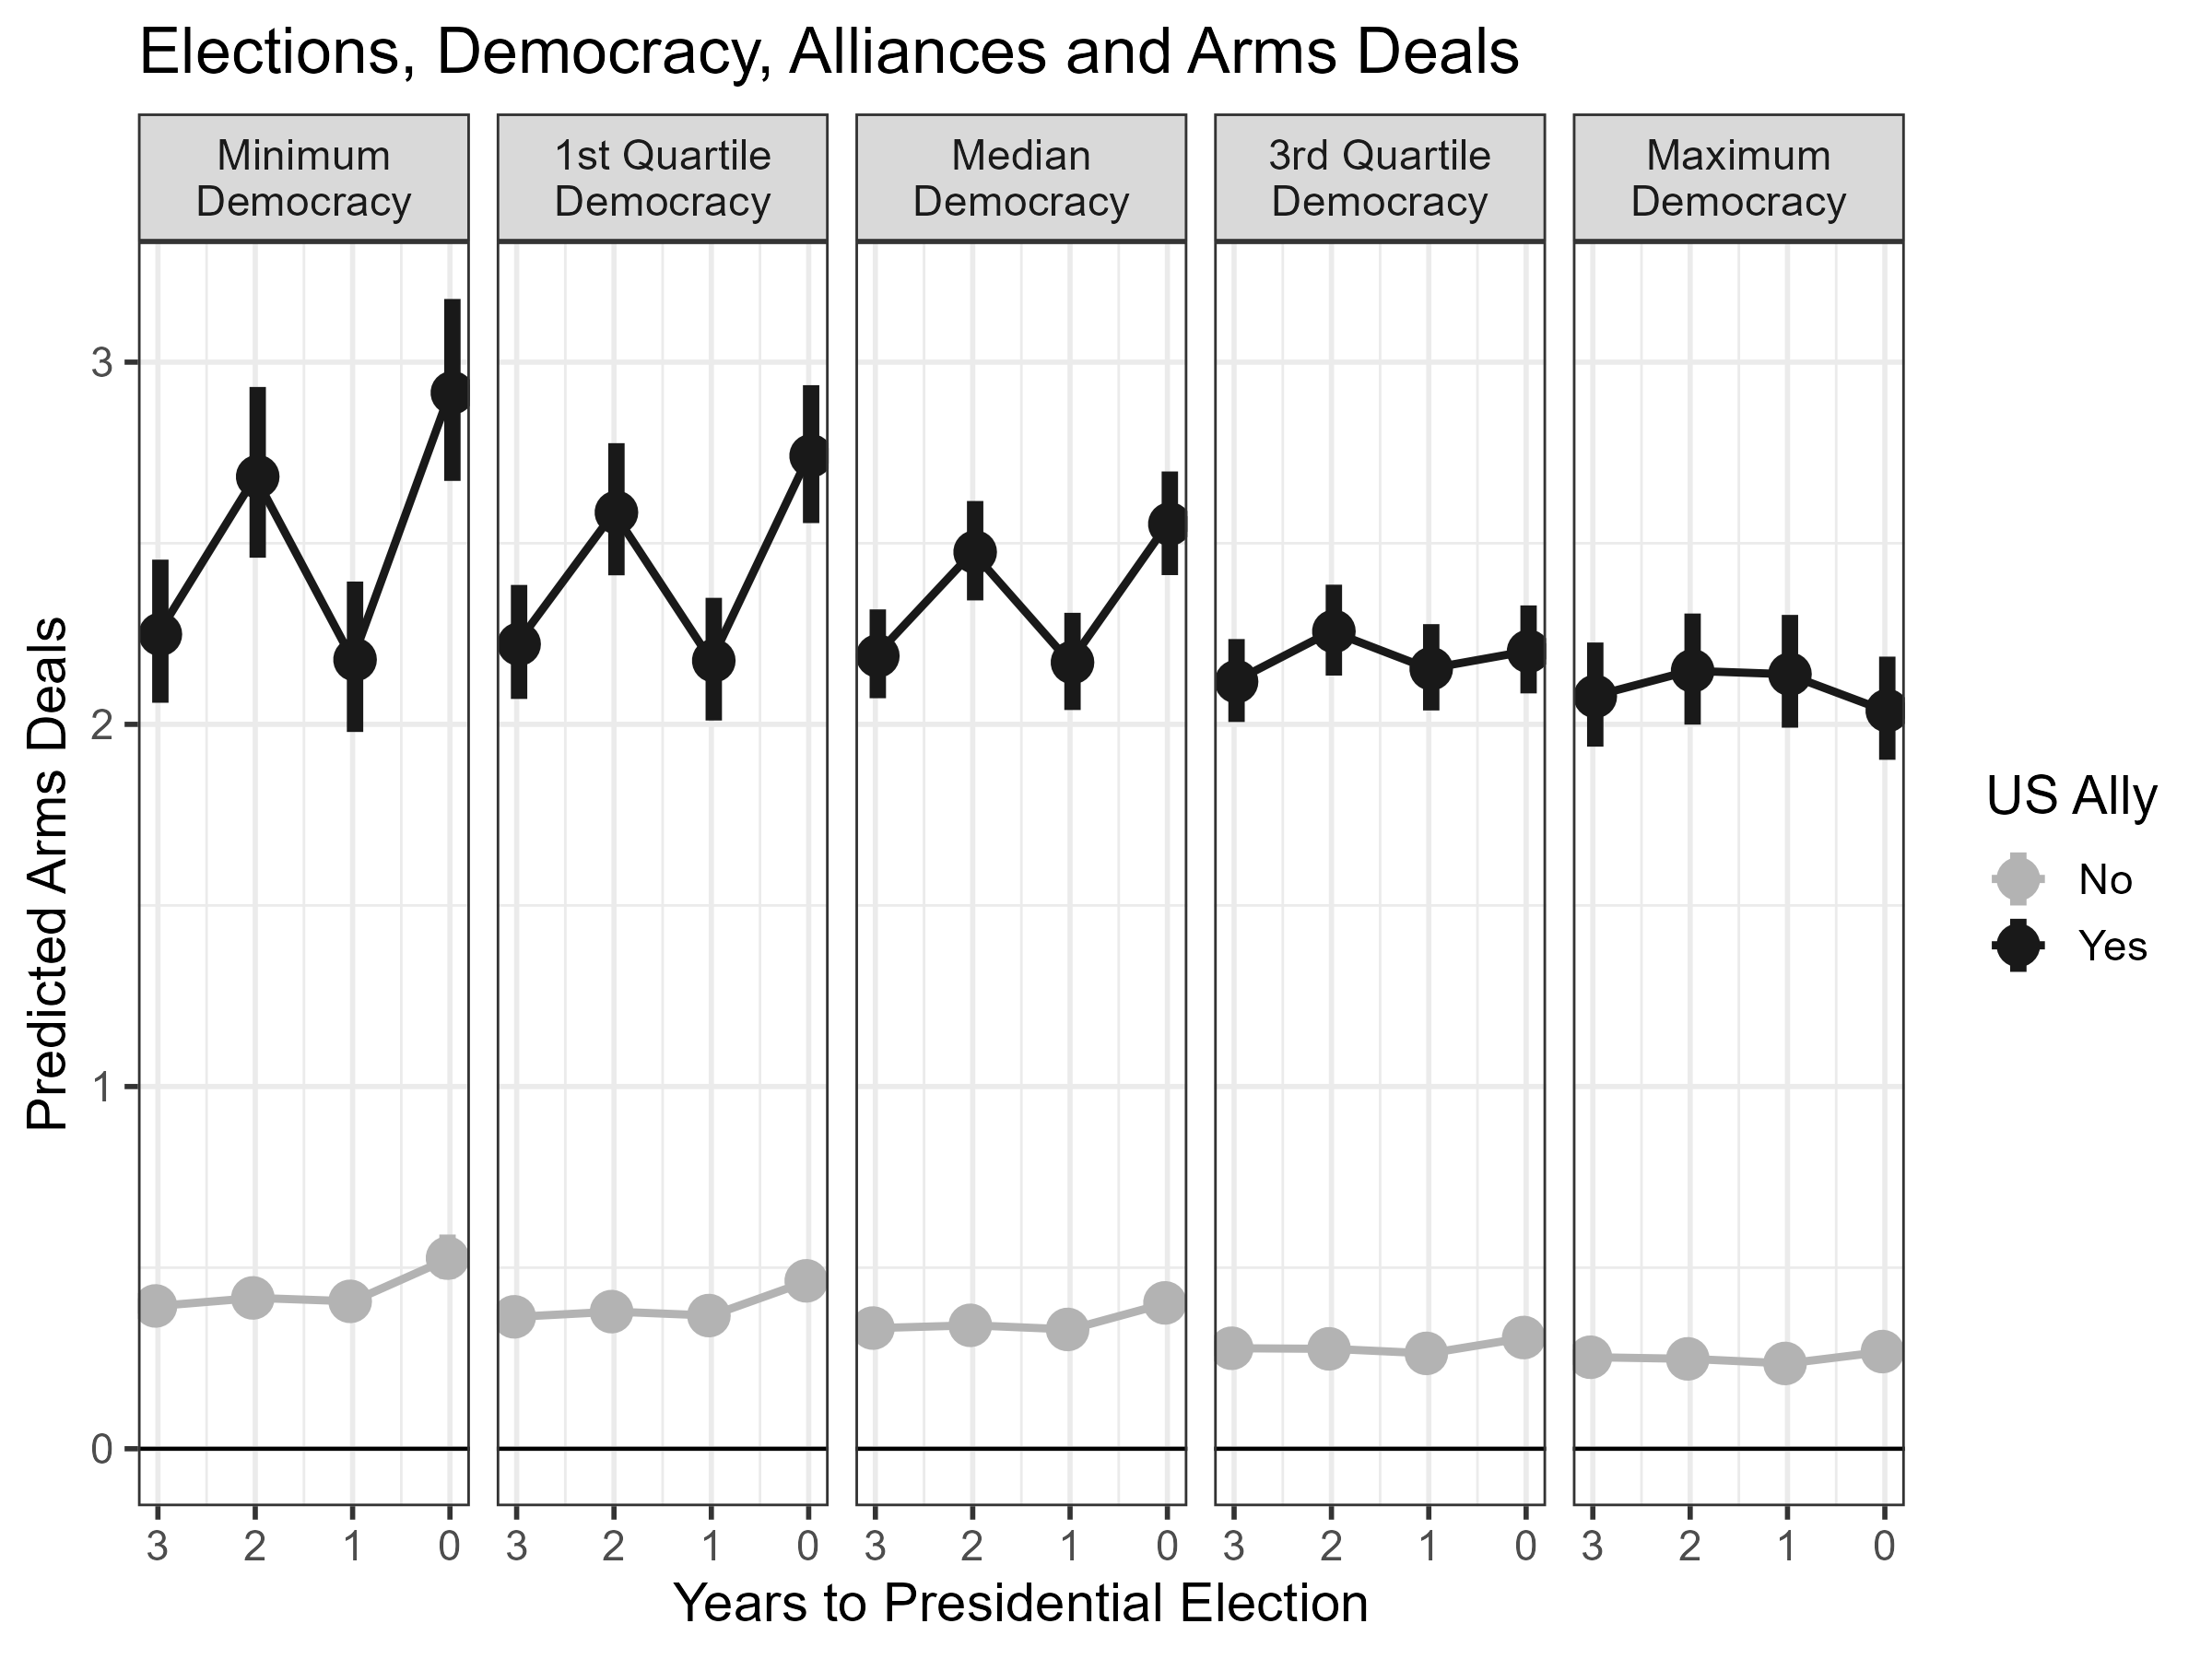 Elections, Democracy, Alliances and Arms Deals
Minimum
Democracy
1st Quartile
Democracy
Median
Democracy
3rd Quartile
Democracy
Maximum
Democracy
Predicted Arms Deals
3
2
1
0
3 2 1 0
3 2 1 0
3 2 1 0
3 2 1 0
3 2 1 0
Years to Presidential Election
US Ally
No
Yes